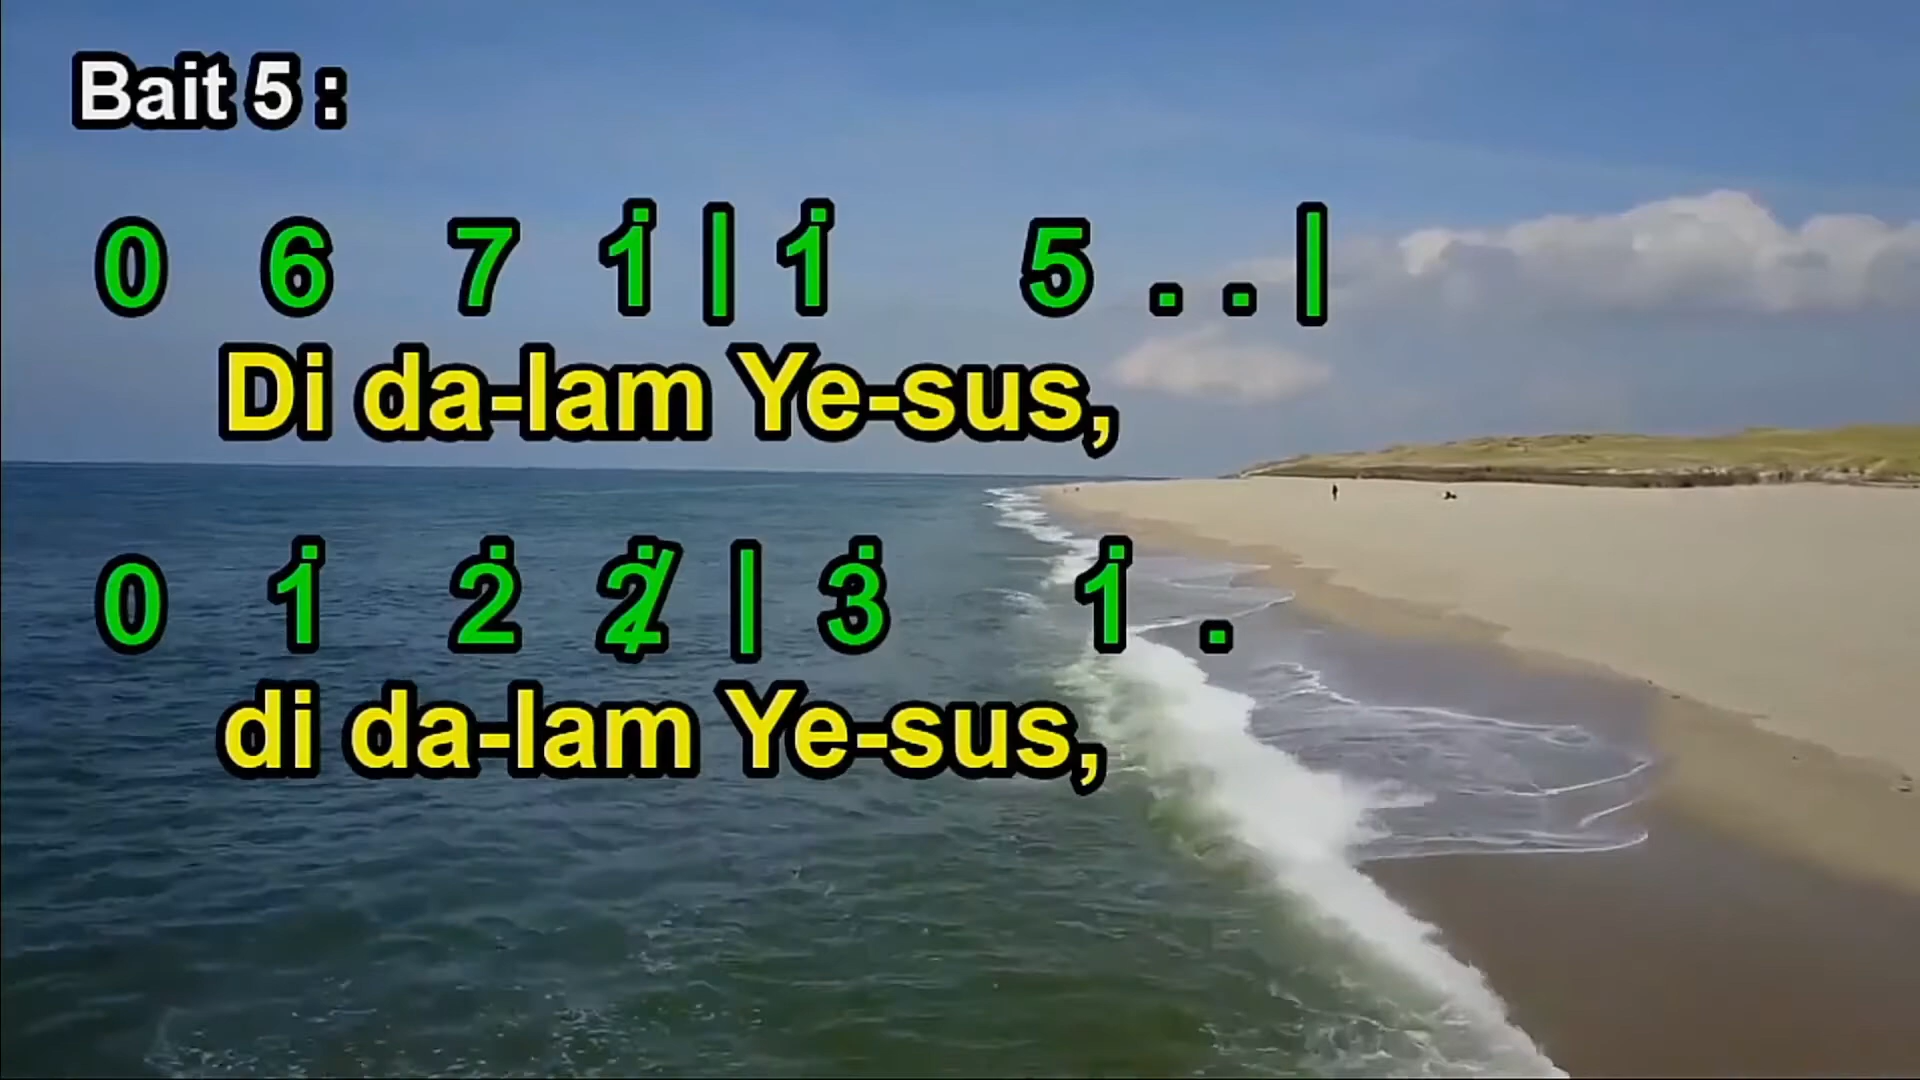 Bait 5 :
0 6 7 1̇ | 1̇ 5 . . |
Di da-lam Ye-sus,
0 1̇ 2̇ 2̸̇ | 3̇ 1̇ .
di da-lam Ye-sus,